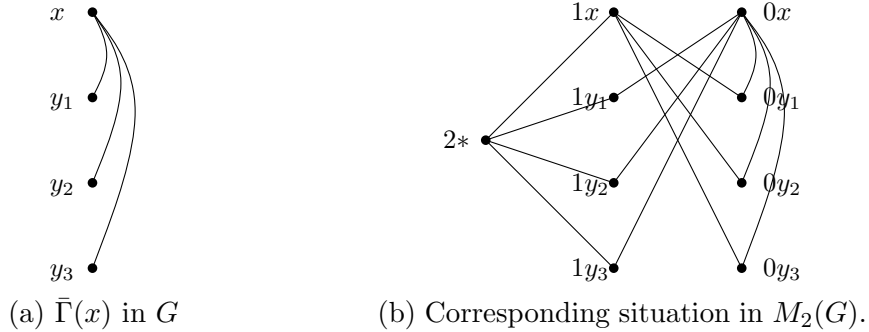 x 1x 0x
y₁ 1y₁ 0y₁
2*
y₂ 1y₂ 0y₂
y₃ 1y₃ 0y₃
(a) Γ̄(x) in G (b) Corresponding situation in M₂(G).